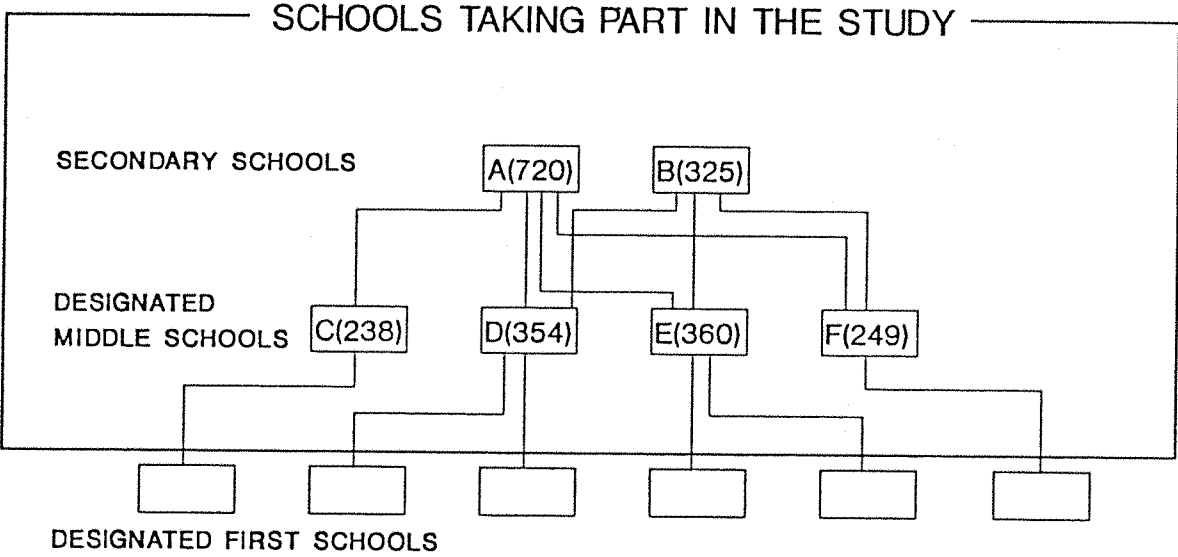 SCHOOLS TAKING PART IN THE STUDY
SECONDARY SCHOOLS
A(720)
B(325)
DESIGNATED
MIDDLE SCHOOLS
C(238)
D(354)
E(360)
F(249)
DESIGNATED FIRST SCHOOLS